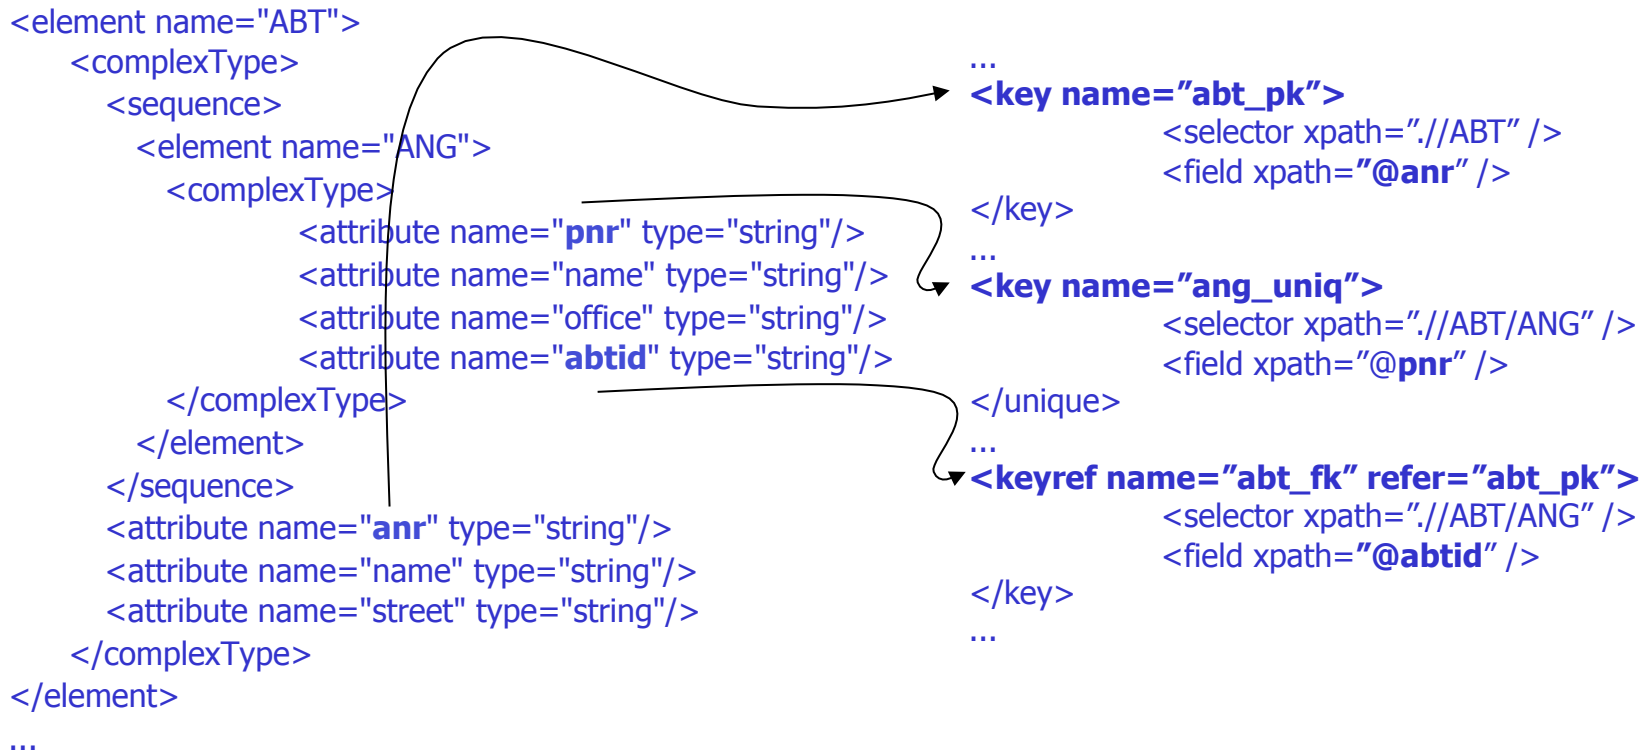 <element name="ABT">
<complexType>
<sequence>
<element name="ANG">
<complexType>
<attribute name="pnr" type="string"/>
<attribute name="name" type="string"/>
<attribute name="office" type="string"/>
<attribute name="abtid" type="string"/>
</complexType>
</element>
</sequence>
<attribute name="anr" type="string"/>
<attribute name="name" type="string"/>
<attribute name="street" type="string"/>
</complexType>
</element>
...
...
<key name=″abt_pk″>
<selector xpath=″.//ABT″ />
<field xpath=″@anr″ />
</key>
...
<key name=″ang_uniq″>
<selector xpath=″.//ABT/ANG″ />
<field xpath=″@pnr″ />
</unique>
...
<keyref name=″abt_fk″ refer=″abt_pk″>
<selector xpath=″.//ABT/ANG″ />
<field xpath=″@abtid″ />
</key>
...